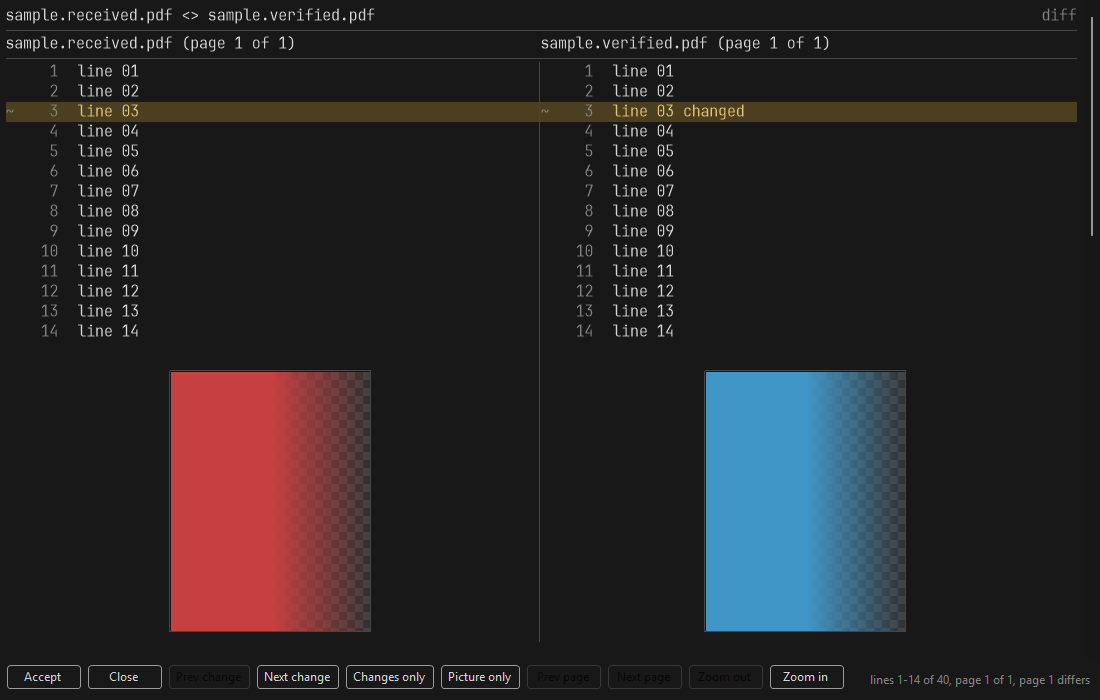 sample.received.pdf <> sample.verified.pdf diff
sample.received.pdf (page 1 of 1) sample.verified.pdf (page 1 of 1)
1 line 01 1 line 01
2 line 02 2 line 02
~ 3 line 03 ~ 3 line 03 changed
4 line 04 4 line 04
5 line 05 5 line 05
6 line 06 6 line 06
7 line 07 7 line 07
8 line 08 8 line 08
9 line 09 9 line 09
10 line 10 10 line 10
11 line 11 11 line 11
12 line 12 12 line 12
13 line 13 13 line 13
14 line 14 14 line 14
Accept Close Prev change Next change Changes only Picture only Prev page Next page Zoom out Zoom in lines 1-14 of 40, page 1 of 1, page 1 differs